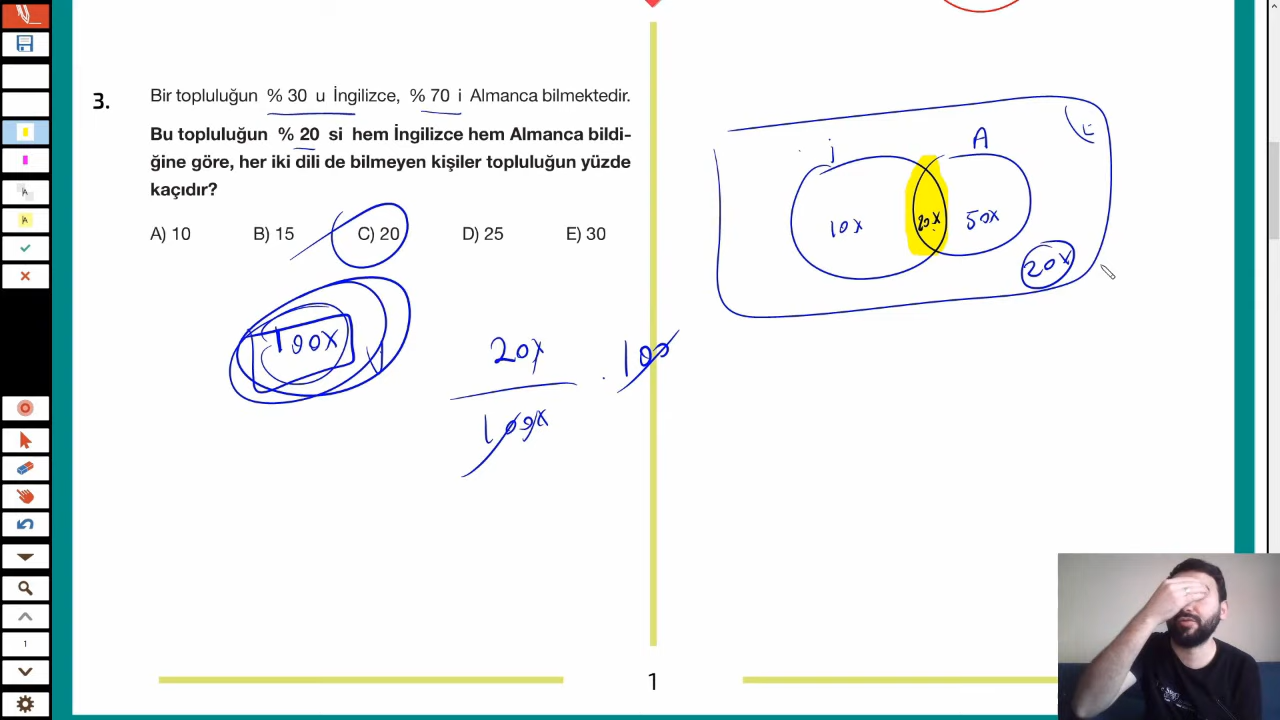 3. Bir topluluğun % 30 u İngilizce, % 70 i Almanca bilmektedir.
Bu topluluğun % 20 si hem İngilizce hem Almanca bildi-
ğine göre, her iki dili de bilmeyen kişiler topluluğun yüzde
kaçıdır?
A) 10 B) 15 C) 20 D) 25 E) 30
100x
20x
100x
. 100
İ A E
10x 20x 50x
20x
1
1